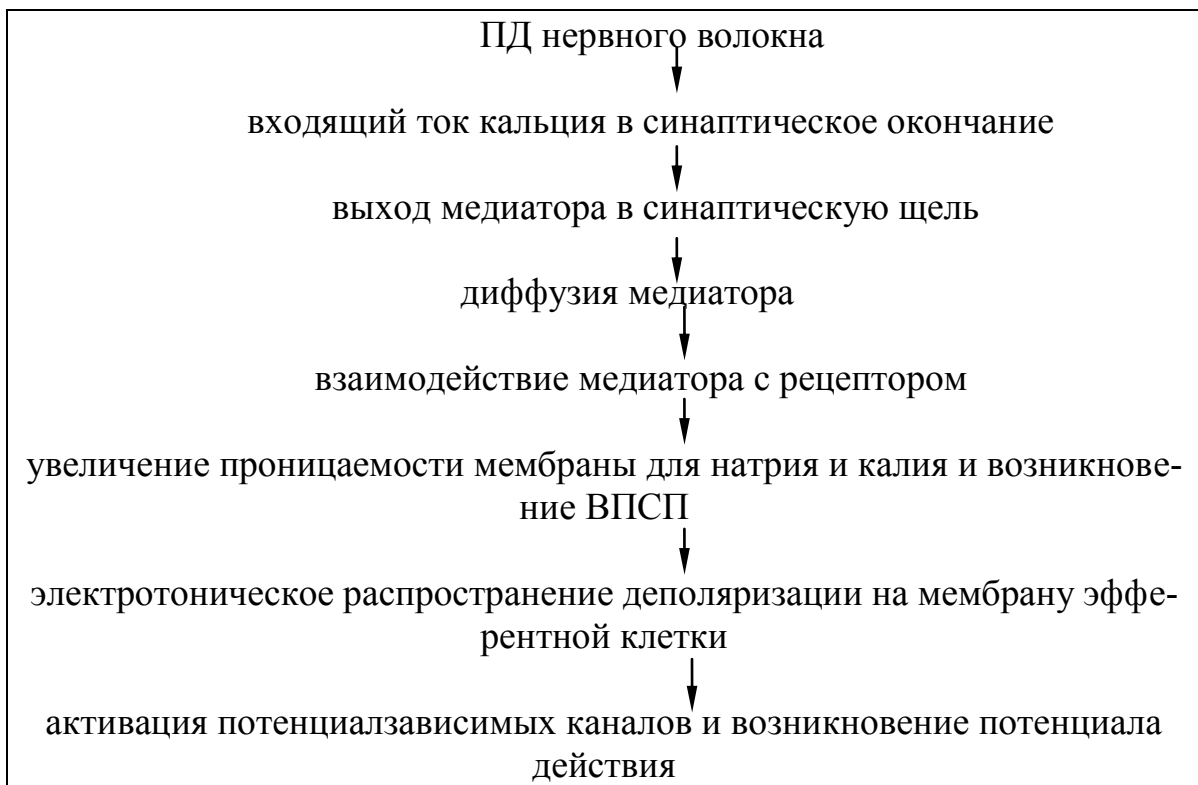 ПД нервного волокна
входящий ток кальция в синаптическое окончание
выход медиатора в синаптическую щель
диффузия медиатора
взаимодействие медиатора с рецептором
увеличение проницаемости мембраны для натрия и калия и возникнове-
ние ВПСП
электротоническое распространение деполяризации на мембрану эффе-
рентной клетки
активация потенциалзависимых каналов и возникновение потенциала
действия